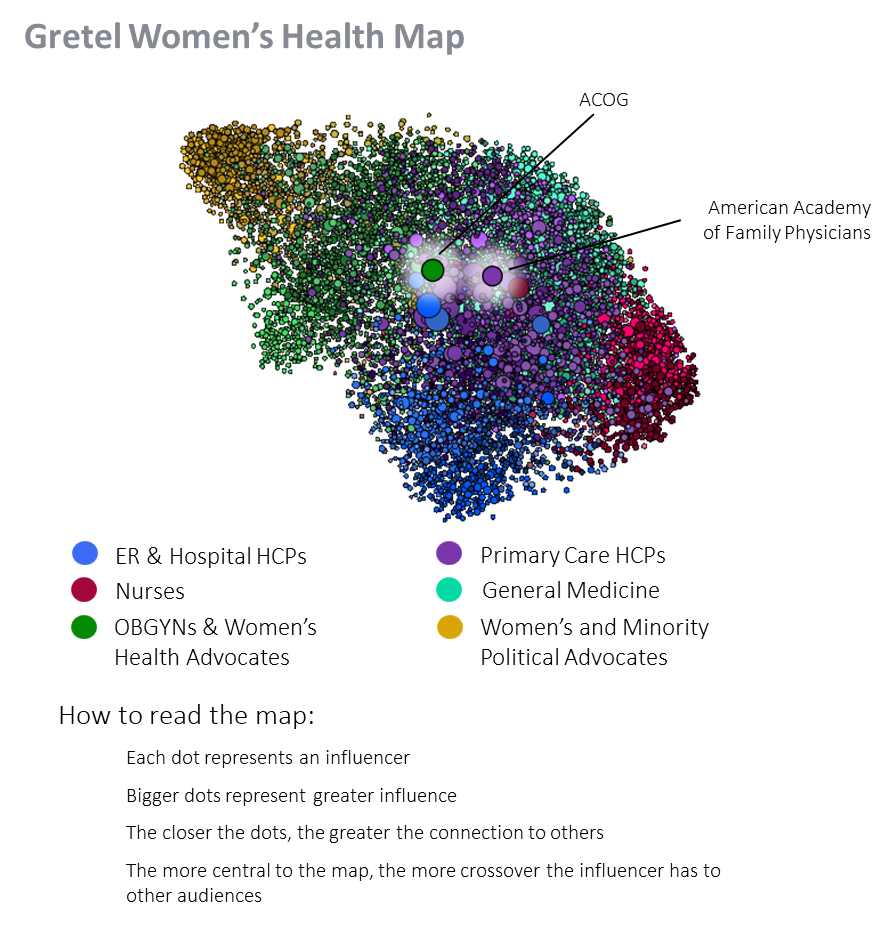 Gretel Women’s Health Map
ACOG
American Academy
of Family Physicians
ER & Hospital HCPs
Primary Care HCPs
Nurses
General Medicine
OBGYNs & Women’s
Health Advocates
Women’s and Minority
Political Advocates
How to read the map:
Each dot represents an influencer
Bigger dots represent greater influence
The closer the dots, the greater the connection to others
The more central to the map, the more crossover the influencer has to
other audiences